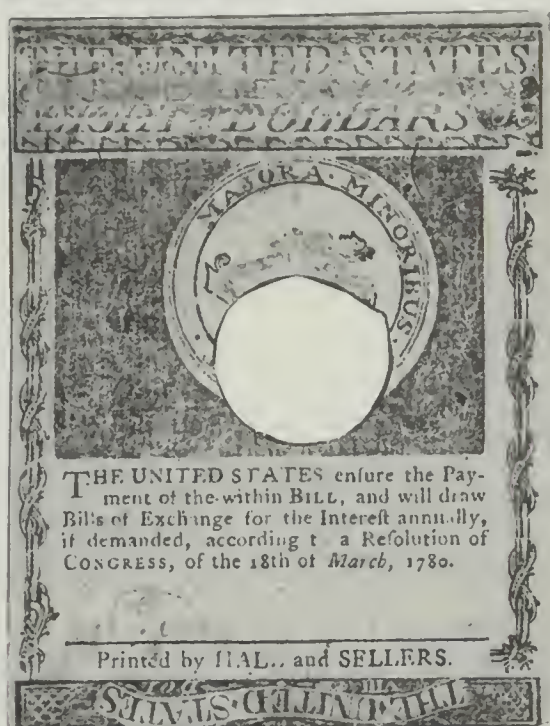 THE UNITED STATES
EIGHT DOLLARS
MAJORA · MINORIBUS ·
THE UNITED STATES enſure the Pay-
ment of the within BILL, and will draw
Bills of Exchange for the Intereſt annually,
if demanded, according t a Reſolution of
CONGRESS, of the 18th of March, 1780.
Printed by HAL.. and SELLERS.
THE UNITED STATES